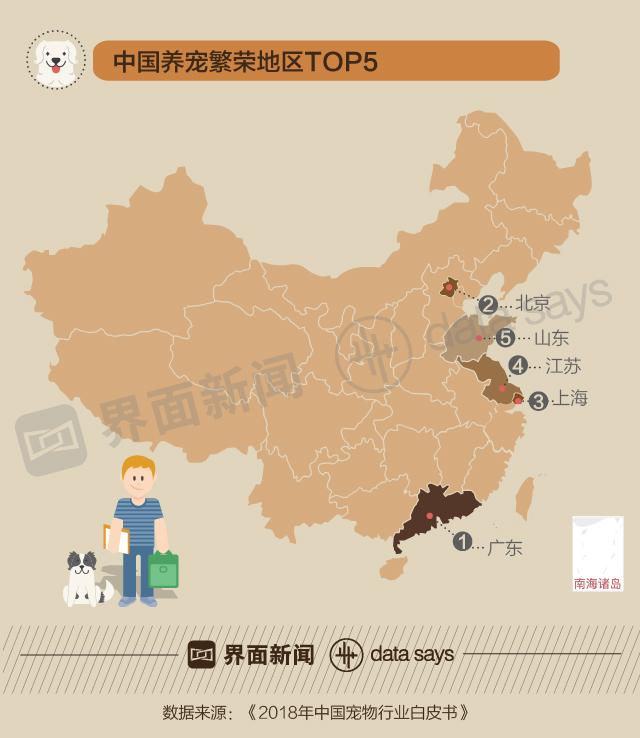 中国养宠繁荣地区TOP5
2 北京
data says
5 山东
4 江苏
3 上海
界面新闻
1 广东
南海诸岛
界面新闻 data says
数据来源：《2018年中国宠物行业白皮书》